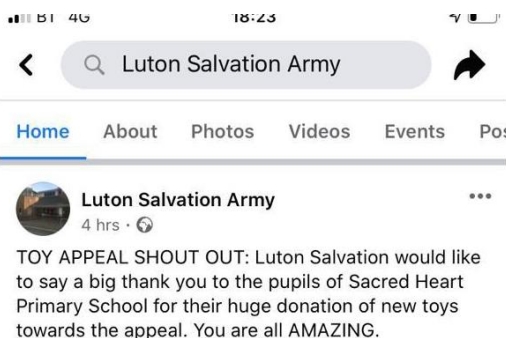 BT 4G 18:23
Luton Salvation Army
Home About Photos Videos Events Pos
Luton Salvation Army
4 hrs
TOY APPEAL SHOUT OUT: Luton Salvation would like
to say a big thank you to the pupils of Sacred Heart
Primary School for their huge donation of new toys
towards the appeal. You are all AMAZING.